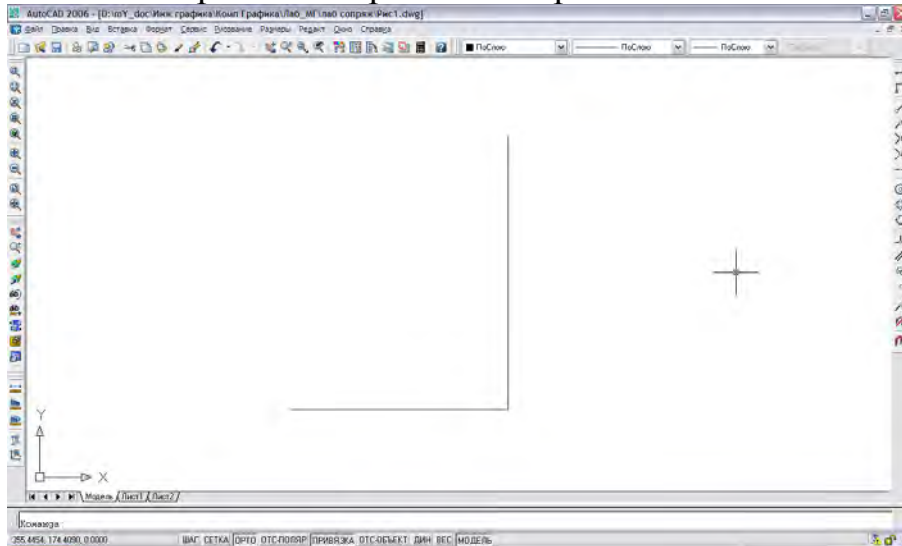 AutoCAD 2006 - [D:\моY_doc\Инж графика\Комп Графика\Лаб_МГ\лаб сопряж\Рис1.dwg]
Файл Правка Вид Вставка Формат Сервис Рисование Размеры Редакт Окно Справка
ПоСлою ПоСлою ПоСлою
Y
X
Модель Лист1 Лист2
Команда
255.4454, 174.4090, 0.0000 ШАГ СЕТКА ОРТО ОТС-ПОЛЯР ПРИВЯЗКА ОТС-ОБЪЕКТ ДИН ВЕС МОДЕЛЬ